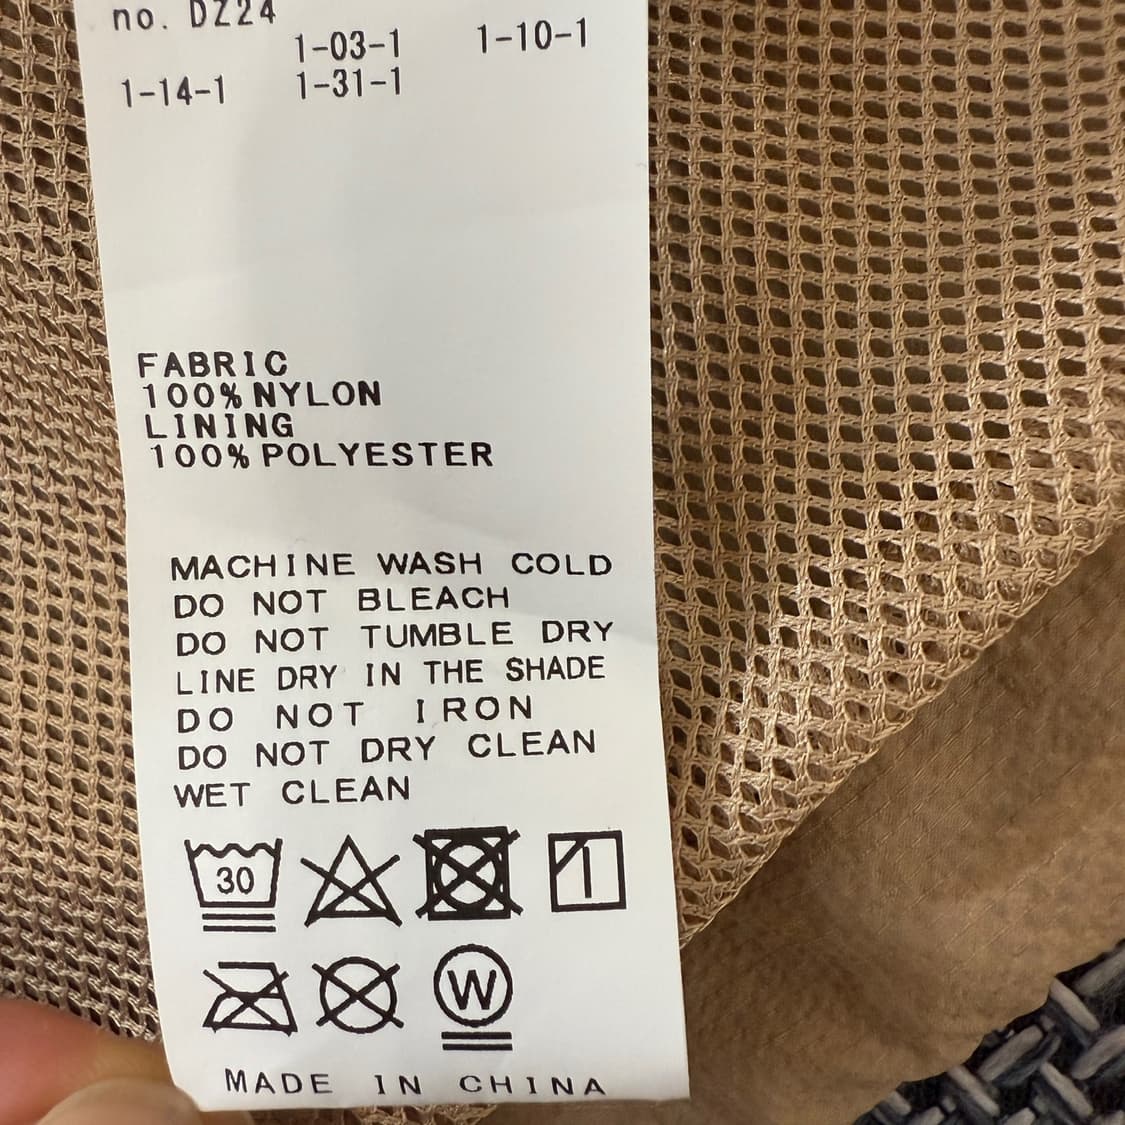 no. DZ24
1-03-1 1-10-1
1-14-1 1-31-1
FABRIC
100% NYLON
LINING
100% POLYESTER
MACHINE WASH COLD
DO NOT BLEACH
DO NOT TUMBLE DRY
LINE DRY IN THE SHADE
DO NOT IRON
DO NOT DRY CLEAN
WET CLEAN
30
W
MADE IN CHINA